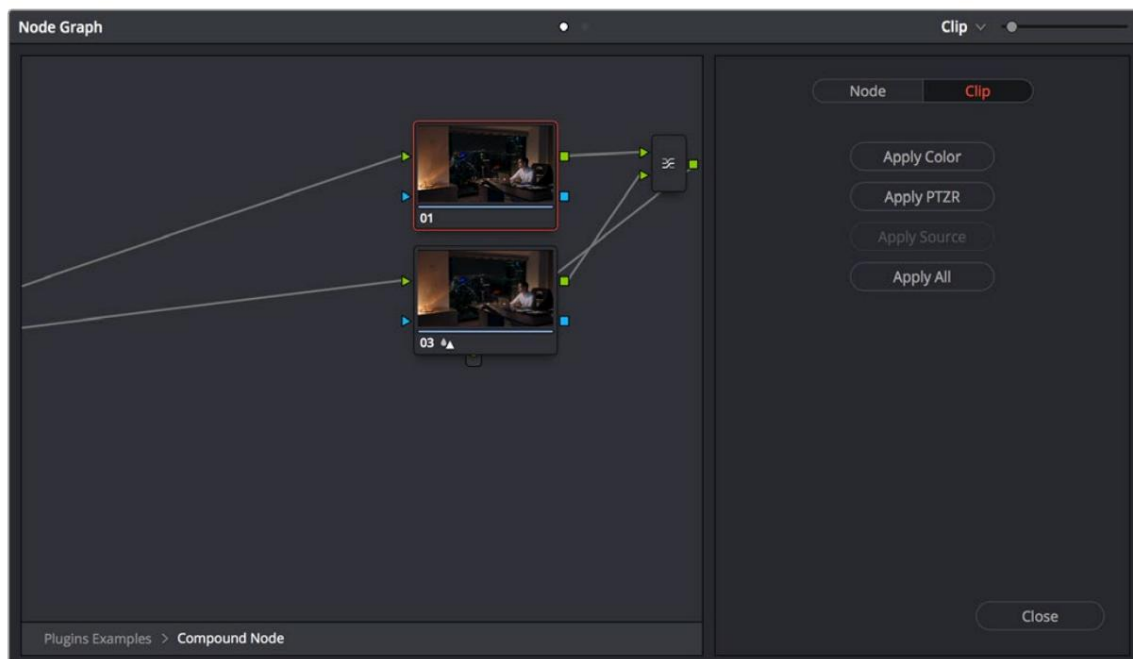 Node Graph
Clip
Node
Clip
Apply Color
Apply PTZR
Apply Source
Apply All
01
03
Close
Plugins Examples > Compound Node